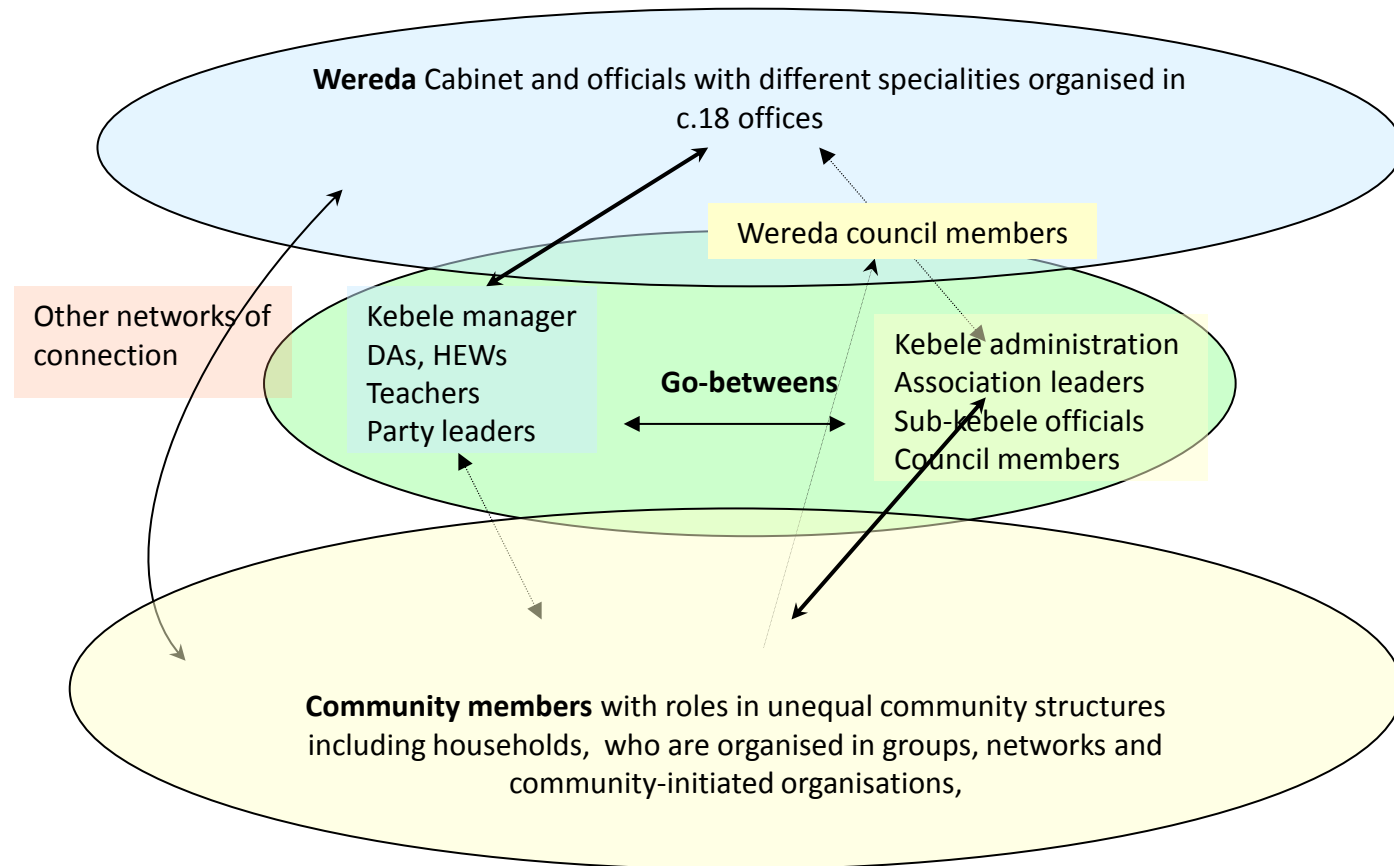 Wereda Cabinet and officials with different specialities organised in
c.18 offices
Wereda council members
Other networks of
connection
Kebele manager
DAs, HEWs
Teachers
Party leaders
Go-betweens
Kebele administration
Association leaders
Sub-kebele officials
Council members
Community members with roles in unequal community structures
including households, who are organised in groups, networks and
community-initiated organisations,